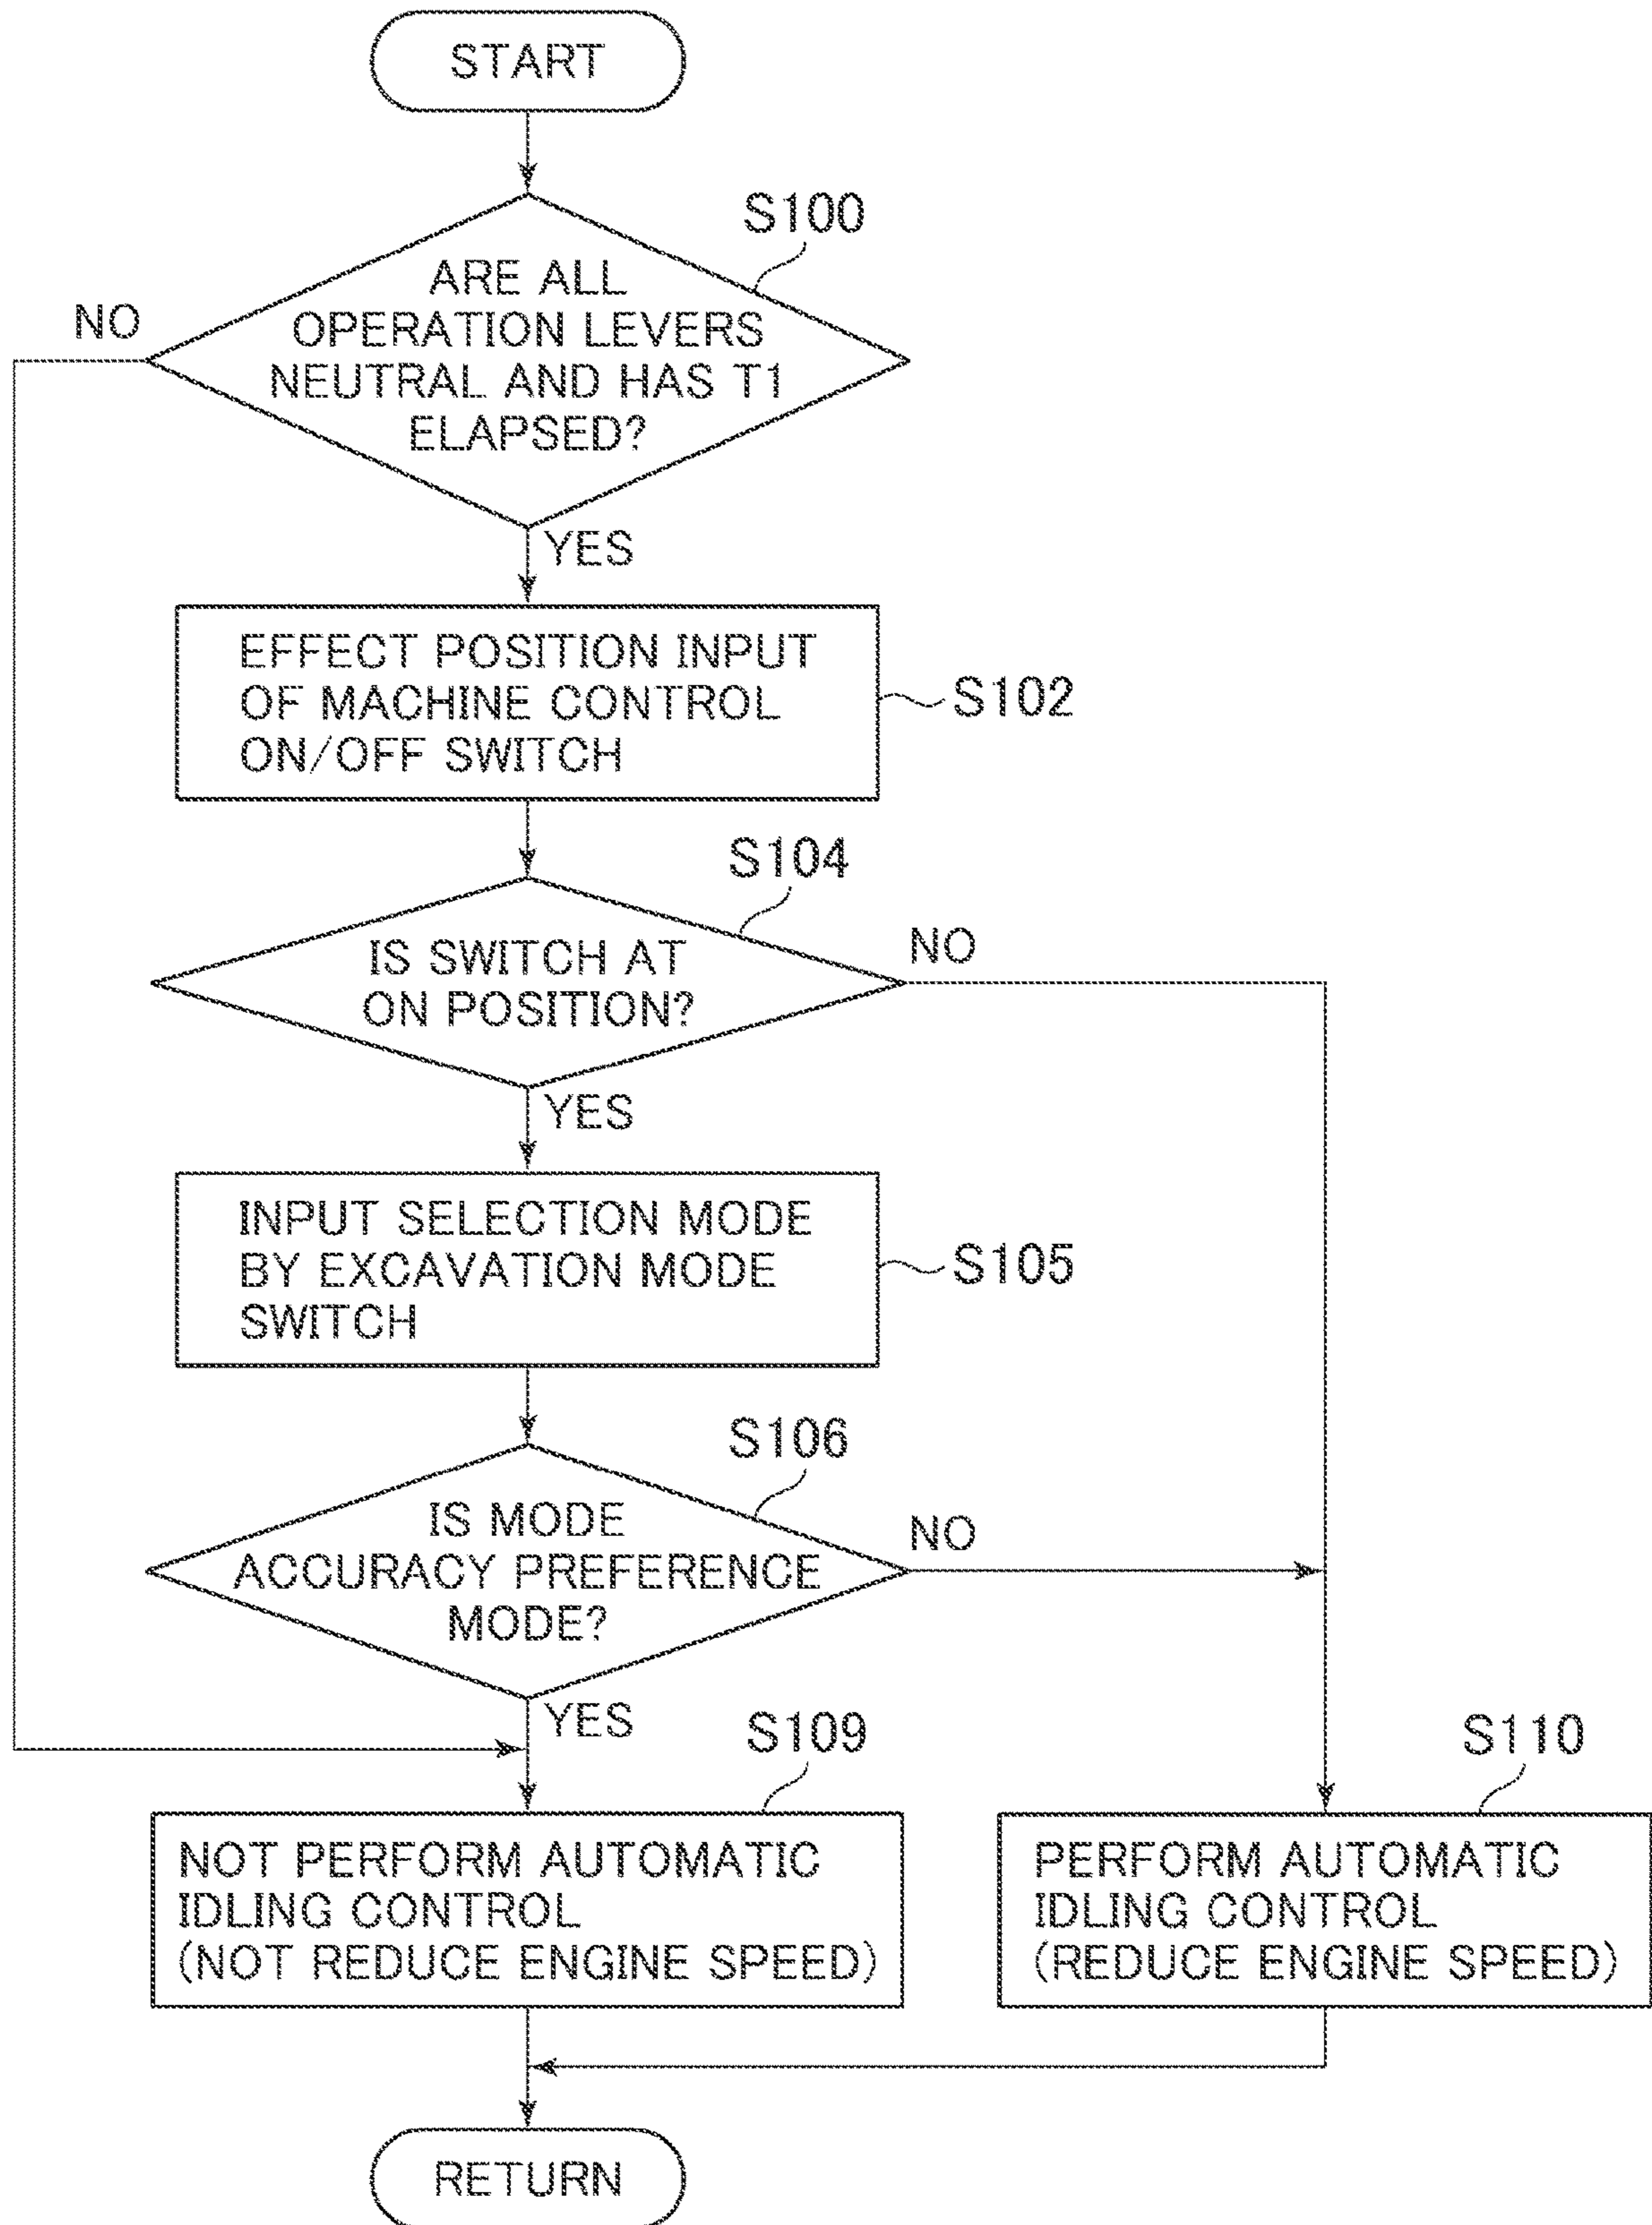 START
S100
ARE ALL
OPERATION LEVERS
NEUTRAL AND HAS T1
ELAPSED?
NO
YES
EFFECT POSITION INPUT
OF MACHINE CONTROL
ON/OFF SWITCH
S102
S104
IS SWITCH AT
ON POSITION?
NO
YES
INPUT SELECTION MODE
BY EXCAVATION MODE
SWITCH
S105
S106
IS MODE
ACCURACY PREFERENCE
MODE?
NO
YES
S109
NOT PERFORM AUTOMATIC
IDLING CONTROL
(NOT REDUCE ENGINE SPEED)
S110
PERFORM AUTOMATIC
IDLING CONTROL
(REDUCE ENGINE SPEED)
RETURN